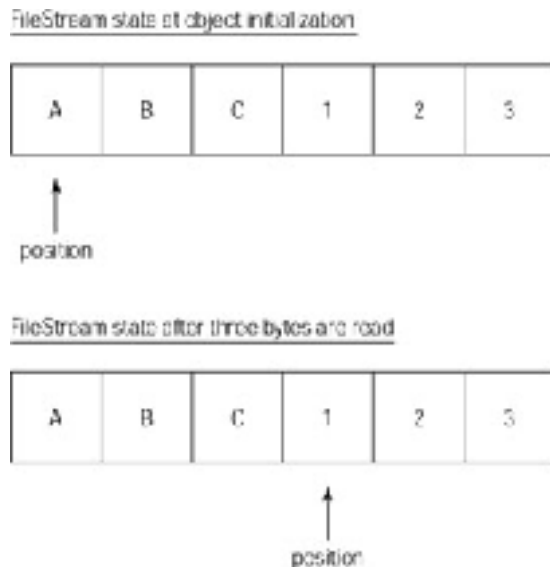 FileStream state at object initialization
A B C 1 2 3
position
FileStream state after three bytes are read
A B C 1 2 3
position